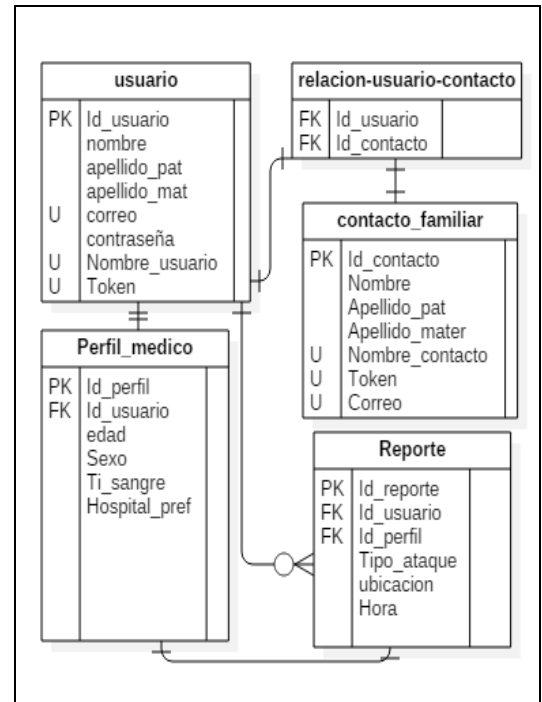 usuario
PK Id_usuario
nombre
apellido_pat
apellido_mat
U correo
contraseña
U Nombre_usuario
U Token
relacion-usuario-contacto
FK Id_usuario
FK Id_contacto
contacto_familiar
PK Id_contacto
Nombre
Apellido_pat
Apellido_mater
U Nombre_contacto
U Token
U Correo
Perfil_medico
PK Id_perfil
FK Id_usuario
edad
Sexo
Ti_sangre
Hospital_pref
Reporte
PK Id_reporte
FK Id_usuario
FK Id_perfil
Tipo_ataque
ubicacion
Hora